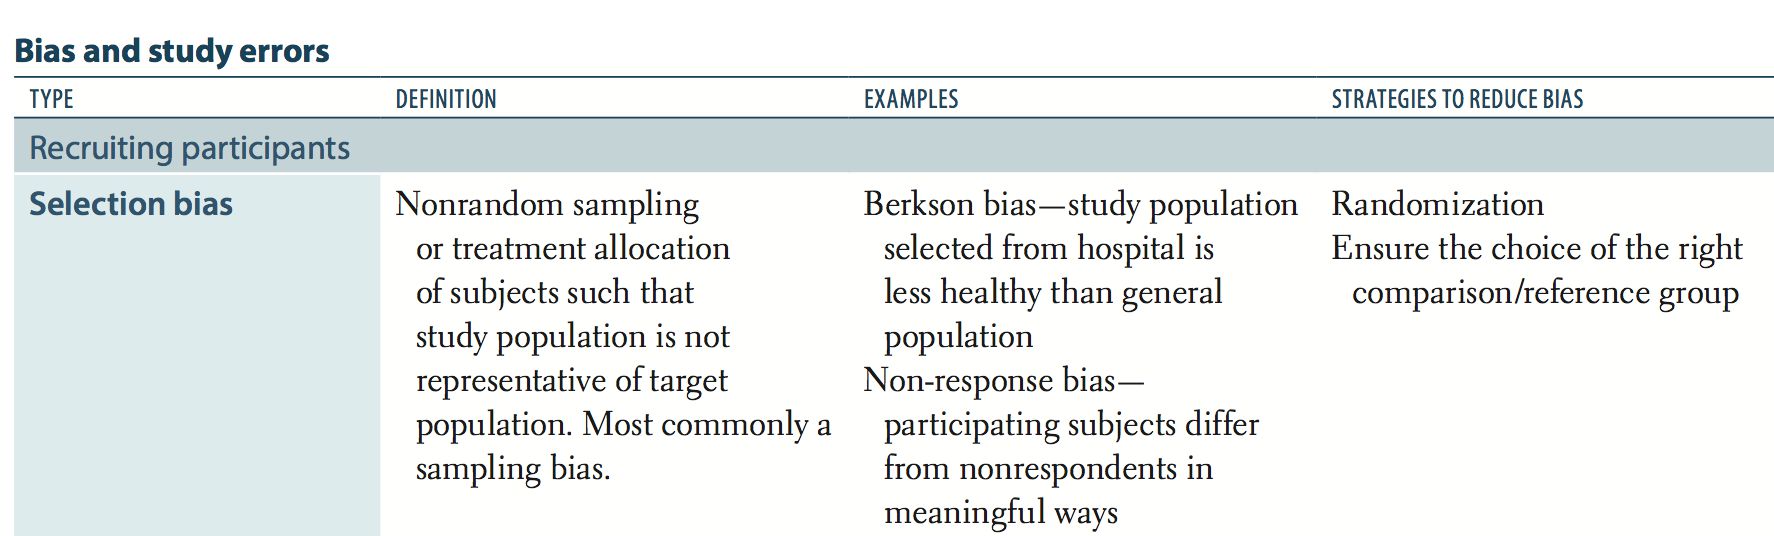 Bias and study errors
TYPE DEFINITION EXAMPLES STRATEGIES TO REDUCE BIAS
Recruiting participants
Selection bias
Nonrandom sampling
or treatment allocation
of subjects such that
study population is not
representative of target
population. Most commonly a
sampling bias.
Berkson bias—study population
selected from hospital is
less healthy than general
population
Non-response bias—
participating subjects differ
from nonrespondents in
meaningful ways
Randomization
Ensure the choice of the right
comparison/reference group